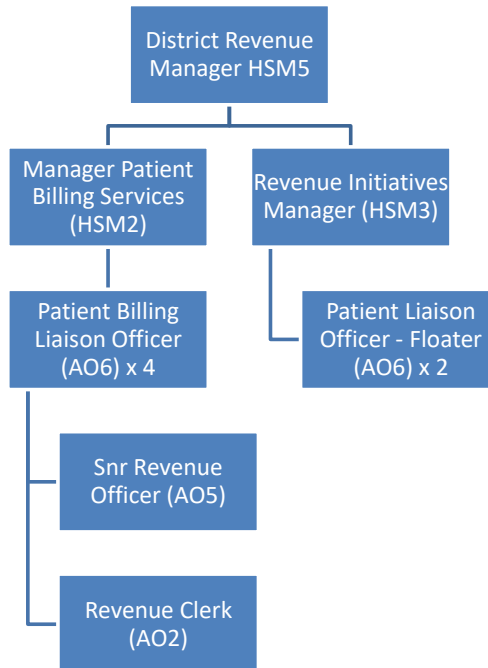 District Revenue
Manager HSM5
Manager Patient
Billing Services
(HSM2)
Revenue Initiatives
Manager (HSM3)
Patient Billing
Liaison Officer
(AO6) x 4
Patient Liaison
Officer - Floater
(AO6) x 2
Snr Revenue
Officer (AO5)
Revenue Clerk
(AO2)